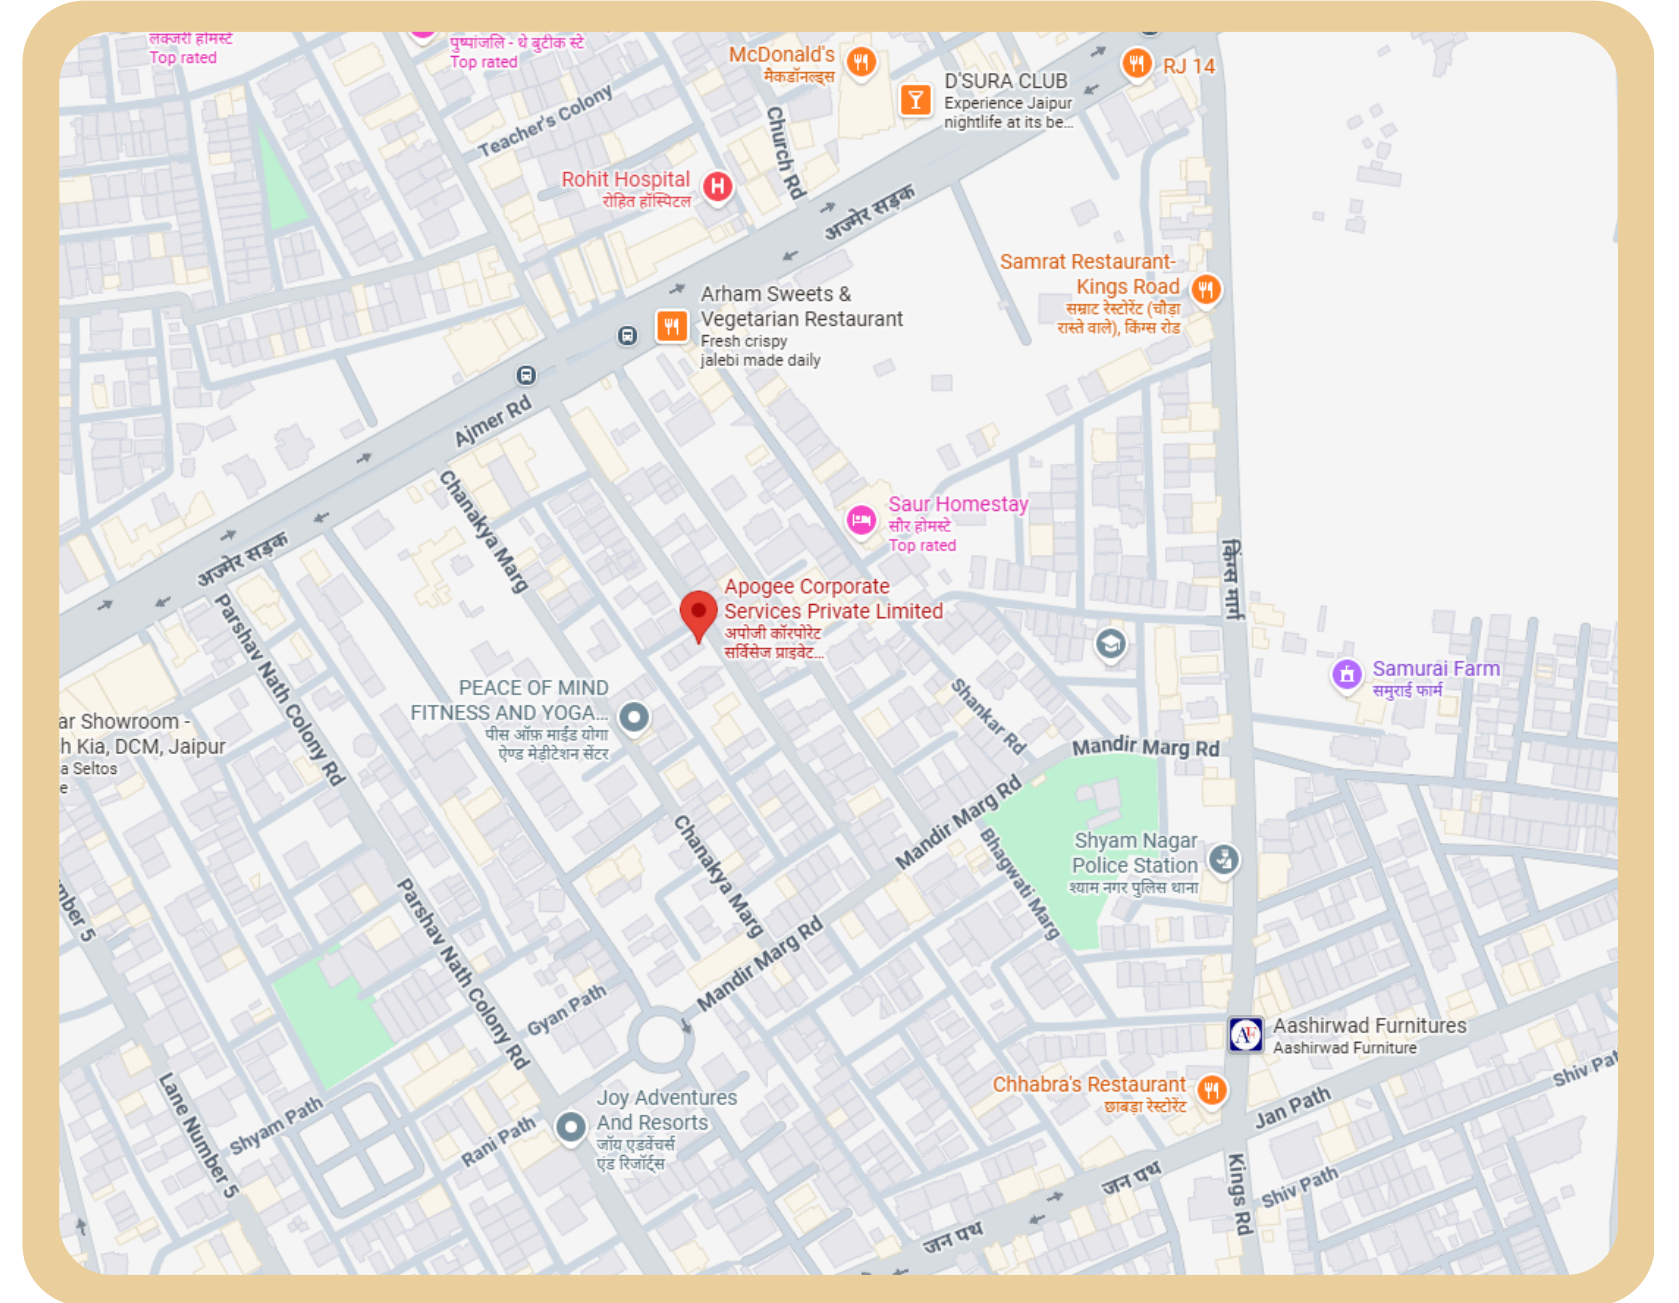 लक्जरी होमस्टे
Top rated
पुष्पांजलि - थे बुटीक स्टे
Top rated
McDonald's
मैकडॉनल्ड्स
D'SURA CLUB
Experience Jaipur
nightlife at its be...
RJ 14
Teacher's Colony
Church Rd
Rohit Hospital
रोहित हॉस्पिटल
अजमेर सड़क
Samrat Restaurant-
Kings Road
सम्राट रेस्टोरेंट (चौड़ा
रास्ते वाले), किंग्स रोड
Arham Sweets &
Vegetarian Restaurant
Fresh crispy
jalebi made daily
Ajmer Rd
Chanakya Marg
Saur Homestay
सौर होमस्टे
Top rated
अजमेर सड़क
किंग्स मार्ग
Apogee Corporate
Services Private Limited
अपोजी कॉरपोरेट
सर्विसेज प्राइवेट...
Parshav Nath Colony Rd
Samurai Farm
समुराई फार्म
PEACE OF MIND
FITNESS AND YOGA...
पीस ऑफ़ माईंड योगा
ऐण्ड मेड़ीटेशन सेंटर
Shankar Rd
Mandir Marg Rd
ar Showroom -
h Kia, DCM, Jaipur
a Seltos
e
Mandir Marg Rd
Chanakya Marg
Bhagwati Marg
Shyam Nagar
Police Station
श्याम नगर पुलिस थाना
mber 5
Parshav Nath Colony Rd
Mandir Marg Rd
Gyan Path
Aashirwad Furnitures
Aashirwad Furniture
AF
Chhabra's Restaurant
छाबड़ा रेस्टोरेंट
Shiv Pat
Jan Path
Joy Adventures
And Resorts
जॉय एडवेंचर्स
एंड रिजॉर्ट्स
Lane Number 5
Shyam Path
Rani Path
जन पथ
Kings Rd
Shiv Path
जन पथ
H